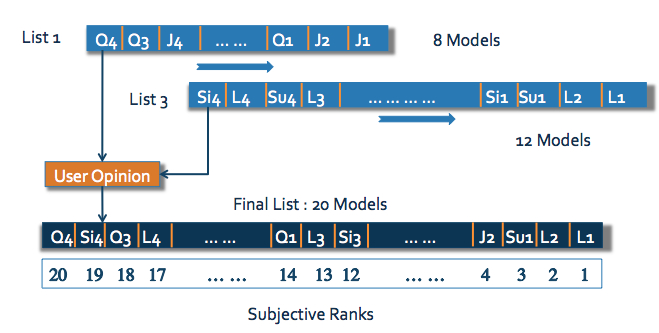 List 1 Q4 Q3 J4 ... ... Q1 J2 J1 8 Models
List 3 Si4 L4 Su4 L3 ... ... ... ... Si1 Su1 L2 L1
12 Models
User Opinion
Final List : 20 Models
Q4 Si4 Q3 L4 ... ... Q1 L3 Si3 ... ... J2 Su1 L2 L1
20 19 18 17 ... ... 14 13 12 ... ... 4 3 2 1
Subjective Ranks